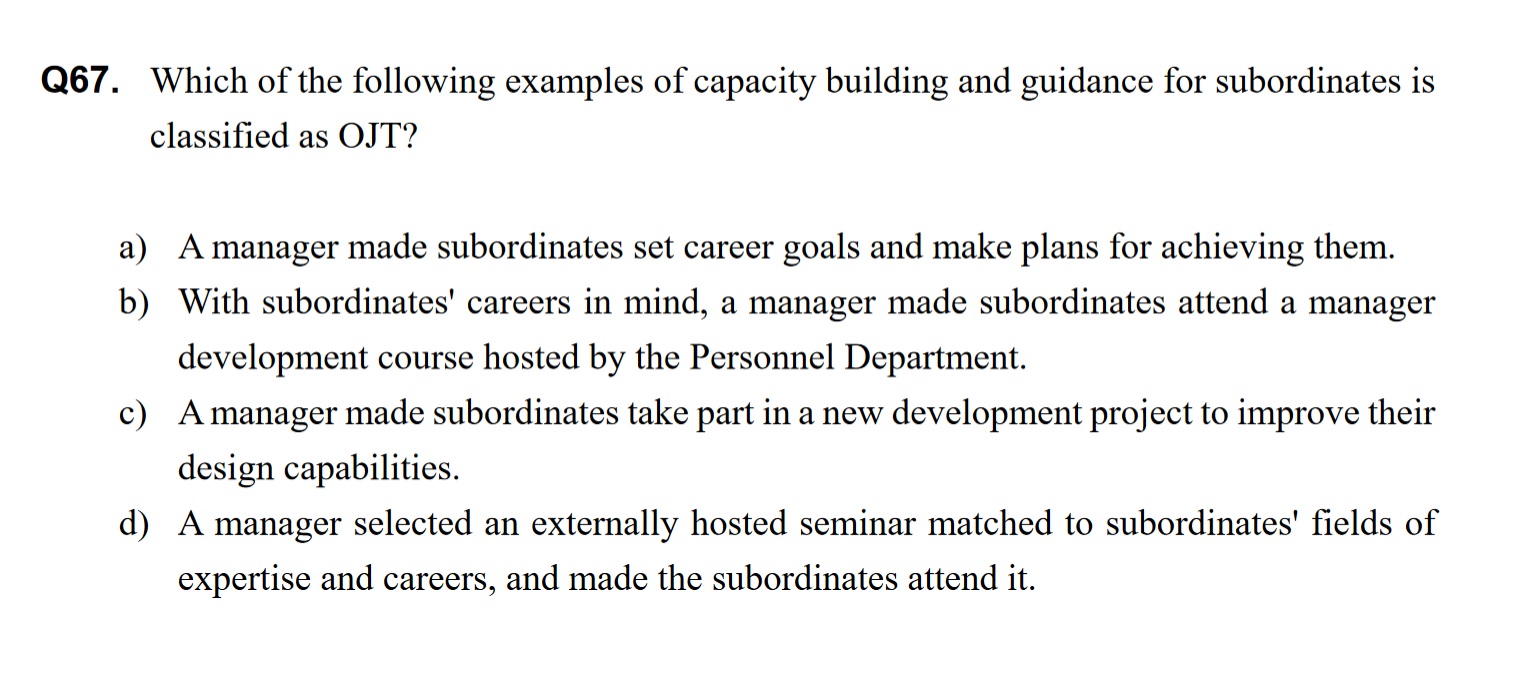 Q67. Which of the following examples of capacity building and guidance for subordinates is
classified as OJT?
a) A manager made subordinates set career goals and make plans for achieving them.
b) With subordinates' careers in mind, a manager made subordinates attend a manager
development course hosted by the Personnel Department.
c) A manager made subordinates take part in a new development project to improve their
design capabilities.
d) A manager selected an externally hosted seminar matched to subordinates' fields of
expertise and careers, and made the subordinates attend it.